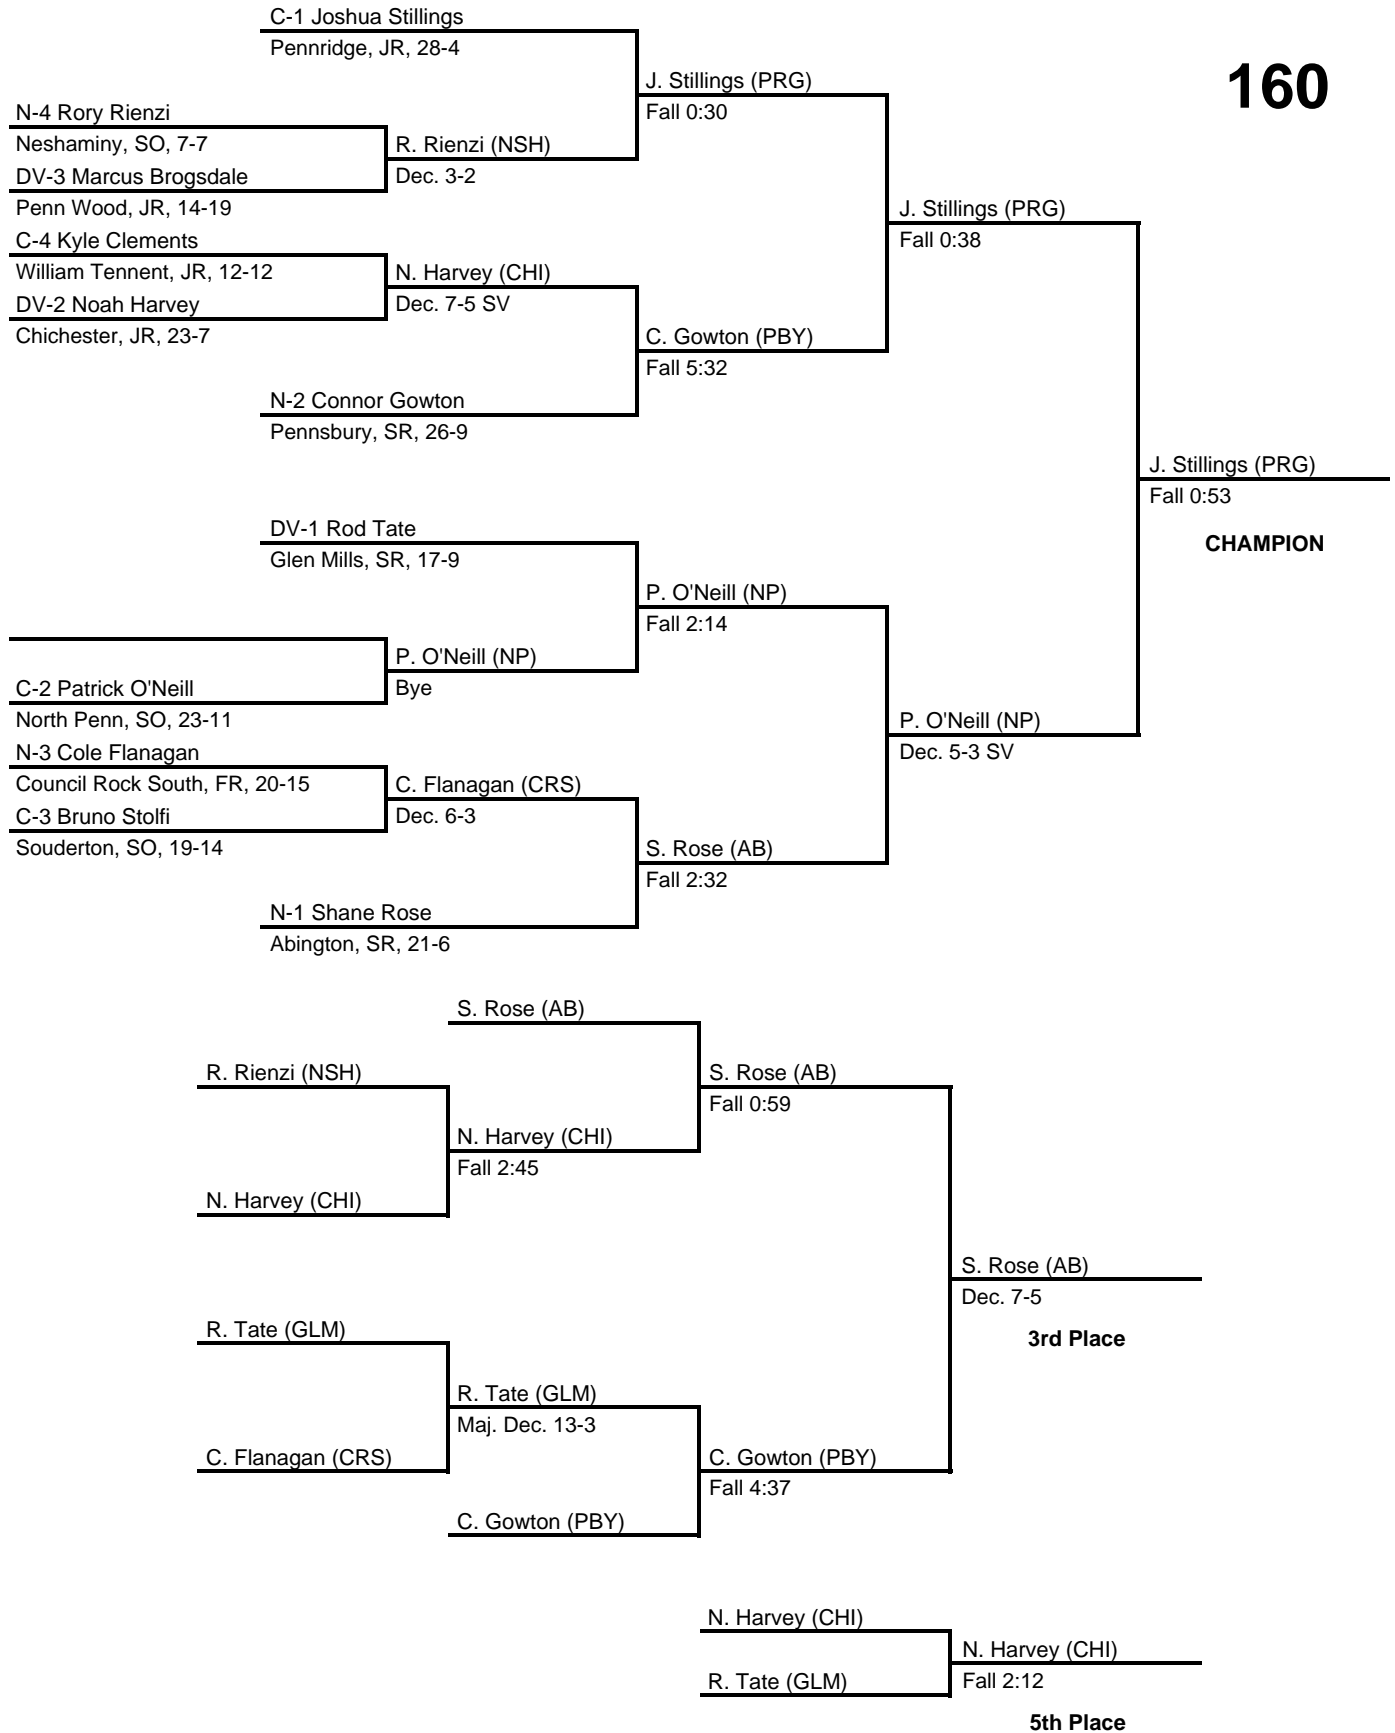 C-1 Joshua Stillings
Pennridge, JR, 28-4
160
J. Stillings (PRG)
Fall 0:30
N-4 Rory Rienzi
Neshaminy, SO, 7-7
R. Rienzi (NSH)
Dec. 3-2
DV-3 Marcus Brogsdale
Penn Wood, JR, 14-19
J. Stillings (PRG)
Fall 0:38
C-4 Kyle Clements
William Tennent, JR, 12-12
N. Harvey (CHI)
Dec. 7-5 SV
DV-2 Noah Harvey
Chichester, JR, 23-7
C. Gowton (PBY)
Fall 5:32
N-2 Connor Gowton
Pennsbury, SR, 26-9
J. Stillings (PRG)
Fall 0:53
CHAMPION
DV-1 Rod Tate
Glen Mills, SR, 17-9
P. O'Neill (NP)
Fall 2:14
P. O'Neill (NP)
Bye
C-2 Patrick O'Neill
North Penn, SO, 23-11
P. O'Neill (NP)
Dec. 5-3 SV
N-3 Cole Flanagan
Council Rock South, FR, 20-15
C. Flanagan (CRS)
Dec. 6-3
C-3 Bruno Stolfi
Souderton, SO, 19-14
S. Rose (AB)
Fall 2:32
N-1 Shane Rose
Abington, SR, 21-6
S. Rose (AB)
R. Rienzi (NSH)
S. Rose (AB)
Fall 0:59
N. Harvey (CHI)
Fall 2:45
N. Harvey (CHI)
S. Rose (AB)
Dec. 7-5
3rd Place
R. Tate (GLM)
R. Tate (GLM)
Maj. Dec. 13-3
C. Flanagan (CRS)
C. Gowton (PBY)
Fall 4:37
C. Gowton (PBY)
N. Harvey (CHI)
N. Harvey (CHI)
Fall 2:12
R. Tate (GLM)
5th Place